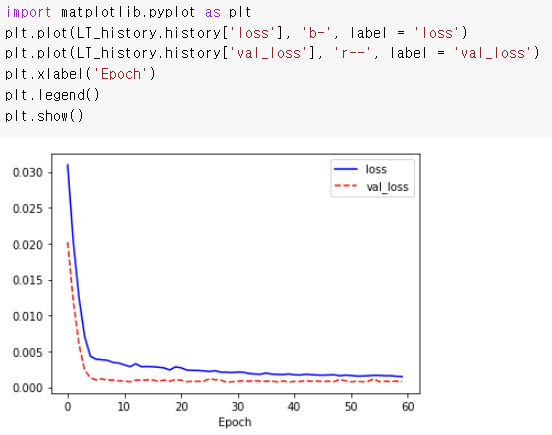 import matplotlib.pyplot as plt
plt.plot(LT_history.history['loss'], 'b-', label = 'loss')
plt.plot(LT_history.history['val_loss'], 'r--', label = 'val_loss')
plt.xlabel('Epoch')
plt.legend()
plt.show()
loss
val_loss
0.030
0.025
0.020
0.015
0.010
0.005
0.000
0 10 20 30 40 50 60
Epoch